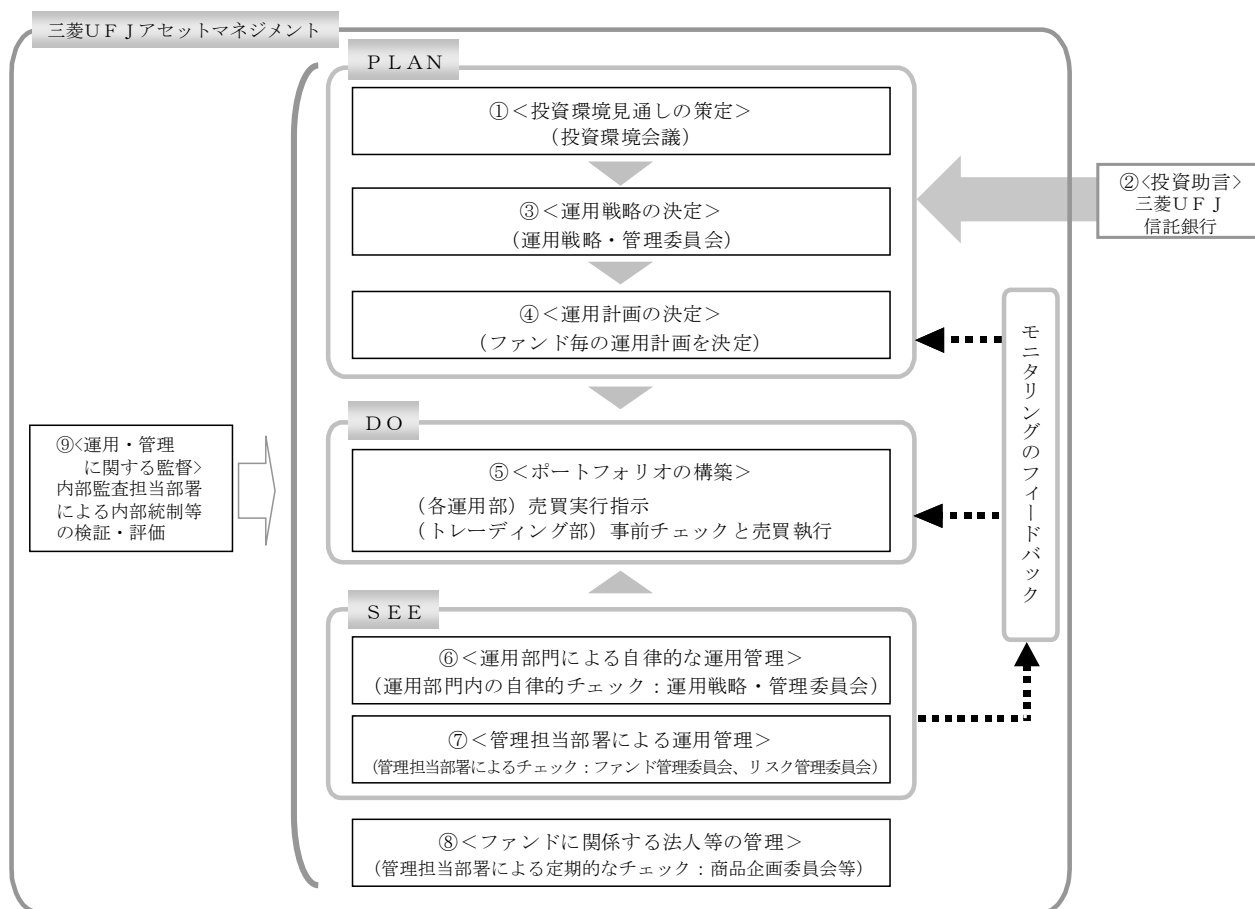 三菱ＵＦＪアセットマネジメント
ＰＬＡＮ
①＜投資環境見通しの策定＞
（投資環境会議）
②＜投資助言＞
三菱ＵＦＪ
信託銀行
③＜運用戦略の決定＞
（運用戦略・管理委員会）
④＜運用計画の決定＞
（ファンド毎の運用計画を決定）
モニタリングのフィードバック
ＤＯ
⑤＜ポートフォリオの構築＞
（各運用部）売買実行指示
（トレーディング部）事前チェックと売買執行
⑨＜運用・管理
に関する監督＞
内部監査担当部署
による内部統制等
の検証・評価
ＳＥＥ
⑥＜運用部門による自律的な運用管理＞
（運用部門内の自律的チェック：運用戦略・管理委員会）
⑦＜管理担当部署による運用管理＞
（管理担当部署によるチェック：ファンド管理委員会、リスク管理委員会）
⑧＜ファンドに関係する法人等の管理＞
（管理担当部署による定期的なチェック：商品企画委員会等）